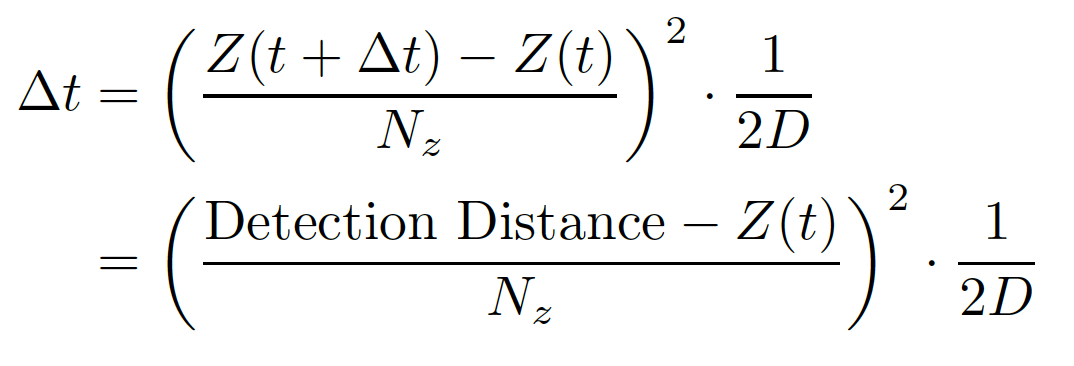 Δt = (Z(t + Δt) − Z(t) / N_z)² · 1 / 2D
= (Detection Distance − Z(t) / N_z)² · 1 / 2D